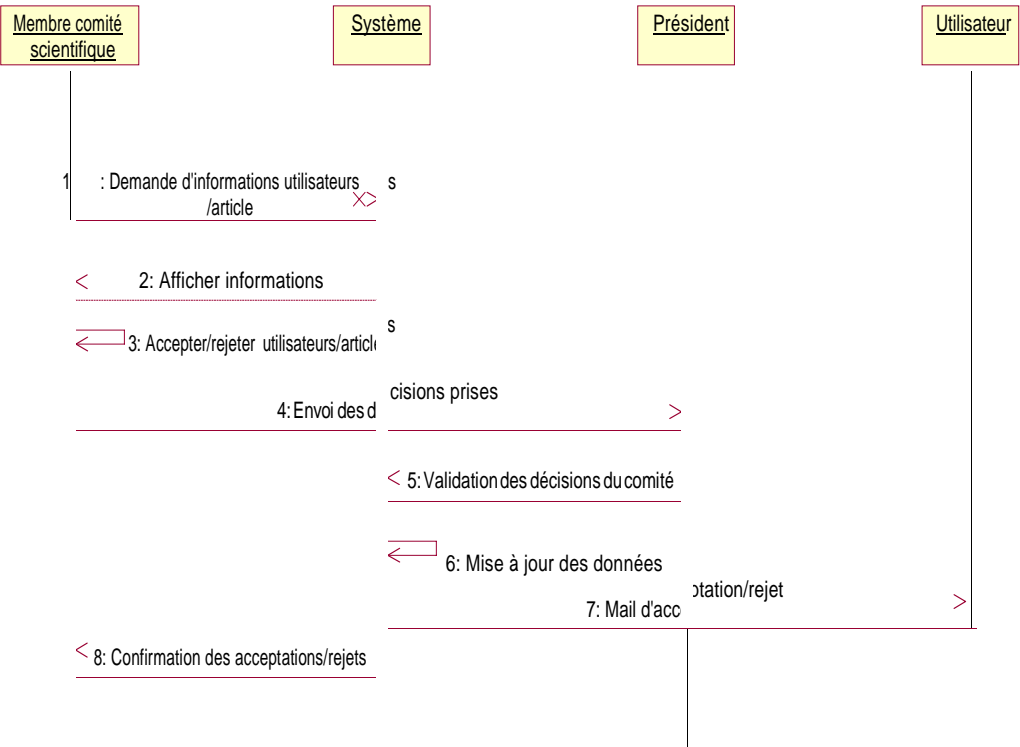 Membre comité
scientifique
Système
Président
Utilisateur
1 : Demande d'informations utilisateurs s
/article
2: Afficher informations
s
3: Accepter/rejeter utilisateurs/article
cisions prises
4: Envoi des d
5: Validation des décisions du comité
6: Mise à jour des données
otation/rejet
7: Mail d'acc
8: Confirmation des acceptations/rejets